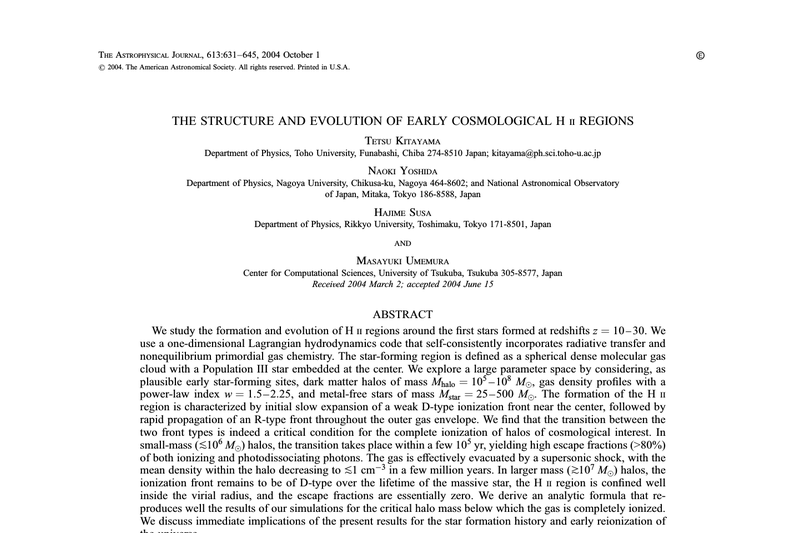 THE ASTROPHYSICAL JOURNAL, 613:631–645, 2004 October 1
© 2004. The American Astronomical Society. All rights reserved. Printed in U.S.A.
Ⓔ
THE STRUCTURE AND EVOLUTION OF EARLY COSMOLOGICAL H II REGIONS
TETSU KITAYAMA
Department of Physics, Toho University, Funabashi, Chiba 274-8510 Japan; kitayama@ph.sci.toho-u.ac.jp
NAOKI YOSHIDA
Department of Physics, Nagoya University, Chikusa-ku, Nagoya 464-8602; and National Astronomical Observatory
of Japan, Mitaka, Tokyo 186-8588, Japan
HAJIME SUSA
Department of Physics, Rikkyo University, Toshimaku, Tokyo 171-8501, Japan
AND
MASAYUKI UMEMURA
Center for Computational Sciences, University of Tsukuba, Tsukuba 305-8577, Japan
Received 2004 March 2; accepted 2004 June 15
ABSTRACT
We study the formation and evolution of H II regions around the first stars formed at redshifts z = 10–30. We
use a one-dimensional Lagrangian hydrodynamics code that self-consistently incorporates radiative transfer and
nonequilibrium primordial gas chemistry. The star-forming region is defined as a spherical dense molecular gas
cloud with a Population III star embedded at the center. We explore a large parameter space by considering, as
plausible early star-forming sites, dark matter halos of mass M_halo = 10^5–10^8 M_⊙, gas density profiles with a
power-law index w = 1.5–2.25, and metal-free stars of mass M_star = 25–500 M_⊙. The formation of the H II
region is characterized by initial slow expansion of a weak D-type ionization front near the center, followed by
rapid propagation of an R-type front throughout the outer gas envelope. We find that the transition between the
two front types is indeed a critical condition for the complete ionization of halos of cosmological interest. In
small-mass (≲10^6 M_⊙) halos, the transition takes place within a few 10^5 yr, yielding high escape fractions (>80%)
of both ionizing and photodissociating photons. The gas is effectively evacuated by a supersonic shock, with the
mean density within the halo decreasing to ≲1 cm^−3 in a few million years. In larger mass (≳10^7 M_⊙) halos, the
ionization front remains to be of D-type over the lifetime of the massive star, the H II region is confined well
inside the virial radius, and the escape fractions are essentially zero. We derive an analytic formula that re-
produces well the results of our simulations for the critical halo mass below which the gas is completely ionized.
We discuss immediate implications of the present results for the star formation history and early reionization of
the universe.